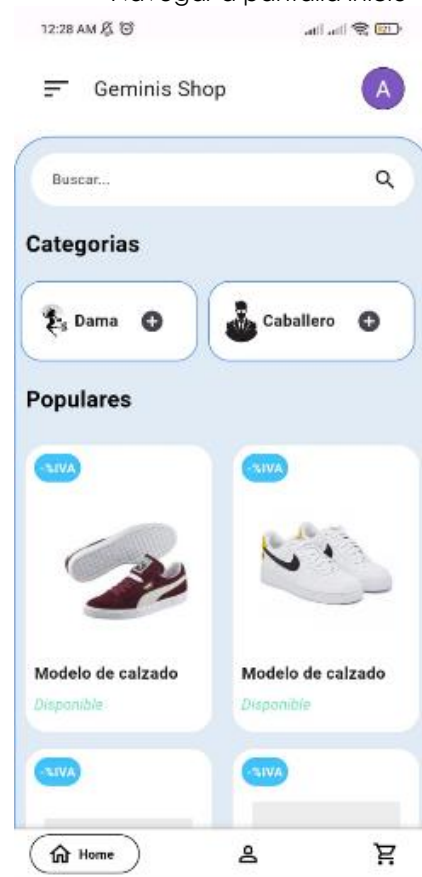 Navegar a pantalla inicio
12:28 AM
Geminis Shop
A
Buscar...
Categorias
Dama
Caballero
Populares
-%IVA
-%IVA
Modelo de calzado
Modelo de calzado
Disponible
Disponible
-%IVA
-%IVA
Home